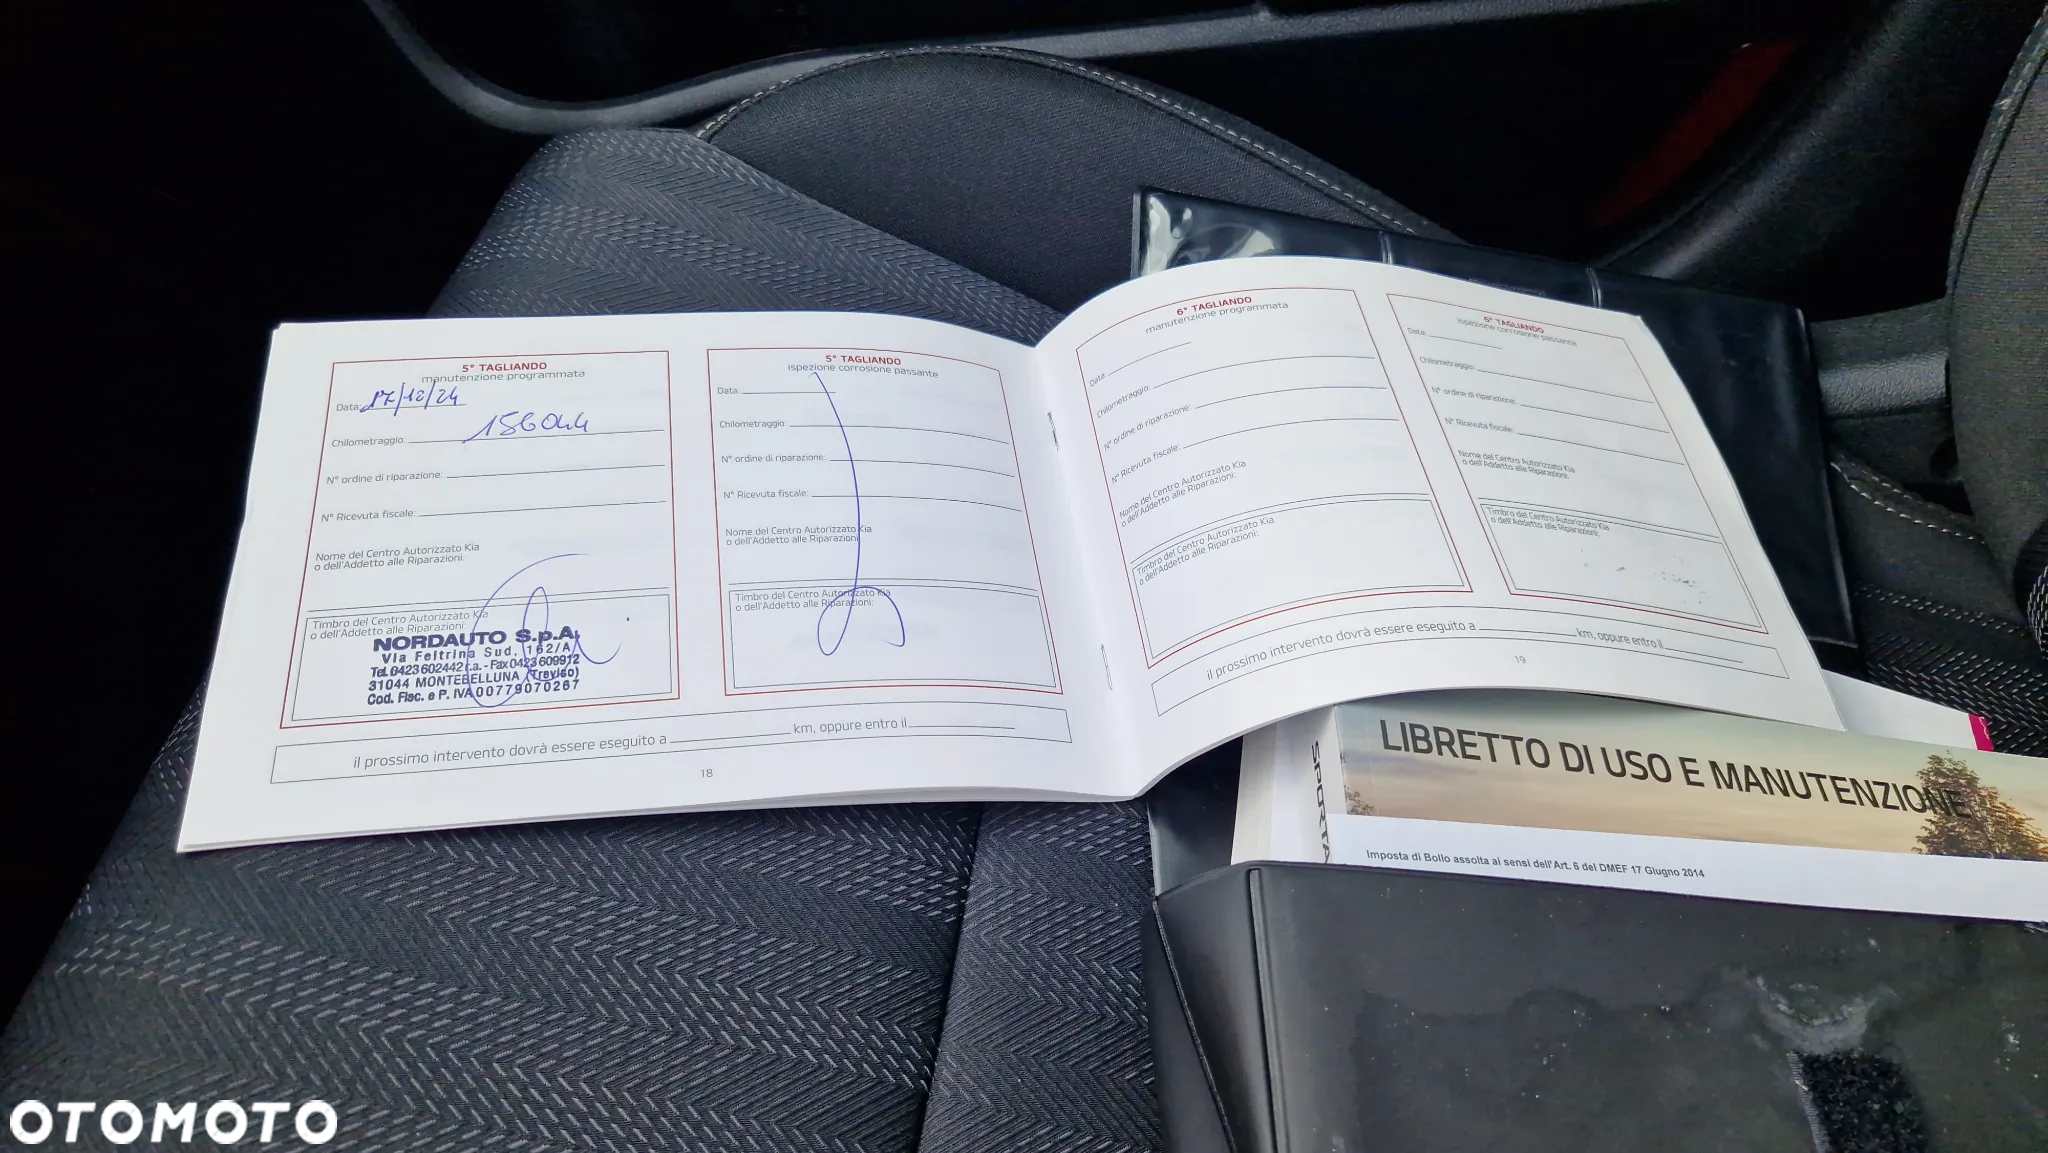 5° TAGLIANDO
manutenzione programmata
Data: 17/12/24
Chilometraggio: 156044
N° ordine di riparazione:
N° Ricevuta fiscale:
Nome del Centro Autorizzato Kia
o dell'Addetto alle Riparazioni:
Timbro del Centro Autorizzato Kia
o dell'Addetto alle Riparazioni:
NORDAUTO S.p.A.
Via Feltrina Sud, 162/A
Tel. 0423602442 r.a. - Fax 0423 609912
31044 MONTEBELLUNA (Treviso)
Cod. Fisc. e P. IVA 00779070267
5° TAGLIANDO
ispezione corrosione passante
Data:
Chilometraggio:
N° ordine di riparazione:
N° Ricevuta fiscale:
Nome del Centro Autorizzato Kia
o dell'Addetto alle Riparazioni:
Timbro del Centro Autorizzato Kia
o dell'Addetto alle Riparazioni:
il prossimo intervento dovrà essere eseguito a km, oppure entro il
18
6° TAGLIANDO
manutenzione programmata
Data:
Chilometraggio:
N° ordine di riparazione:
N° Ricevuta fiscale:
Nome del Centro Autorizzato Kia
o dell'Addetto alle Riparazioni:
Timbro del Centro Autorizzato Kia
o dell'Addetto alle Riparazioni:
6° TAGLIANDO
ispezione corrosione passante
Data:
Chilometraggio:
N° ordine di riparazione:
N° Ricevuta fiscale:
Nome del Centro Autorizzato Kia
o dell'Addetto alle Riparazioni:
Timbro del Centro Autorizzato Kia
o dell'Addetto alle Riparazioni:
il prossimo intervento dovrà essere eseguito a km, oppure entro il
19
LIBRETTO DI USO E MANUTENZIONE
SPORTA
Imposta di Bollo assolta ai sensi dell'Art. 6 del DMEF 17 Giugno 2014
OTOMOTO